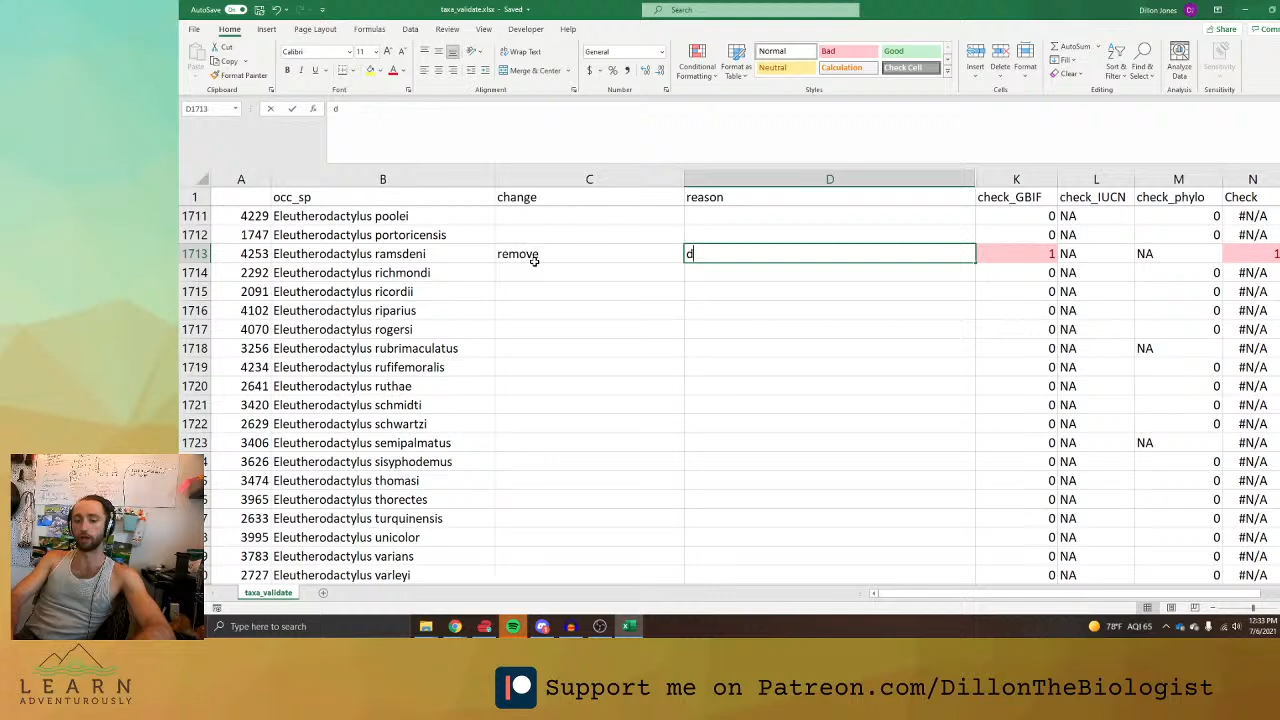 AutoSave On taxa_validate.xlsx - Saved Search Dillon Jones CJ
File Home Insert Page Layout Formulas Data Review View Developer Help Share
Cut Calibri 11 Wrap Text General Normal Bad Good AutoSum
Paste Copy Conditional Formatting Format as Table Neutral Calculation Check Cell Insert Delete Format Fill Sort & Filter Find & Select Analyze Data Sensitivity
Format Painter B I U Merge & Center Clear
Clipboard Font Alignment Number Styles Cells Editing Analysis Sensitivity
D1713 fx d
A B C D K L M N
1 occ_sp change reason check_GBIF check_IUCN check_phylo Check
1711 4229 Eleutherodactylus poolei 0 NA 0 #N/A
1712 1747 Eleutherodactylus portoricensis 0 NA 0 #N/A
1713 4253 Eleutherodactylus ramsdeni remove d 1 NA NA 1
1714 2292 Eleutherodactylus richmondi 0 NA 0 #N/A
1715 2091 Eleutherodactylus ricordii 0 NA 0 #N/A
1716 4102 Eleutherodactylus riparius 0 NA 0 #N/A
1717 4070 Eleutherodactylus rogersi 0 NA 0 #N/A
1718 3256 Eleutherodactylus rubrimaculatus 0 NA NA #N/A
1719 4234 Eleutherodactylus rufifemoralis 0 NA 0 #N/A
1720 2641 Eleutherodactylus ruthae 0 NA 0 #N/A
1721 3420 Eleutherodactylus schmidti 0 NA 0 #N/A
1722 2629 Eleutherodactylus schwartzi 0 NA 0 #N/A
1723 3406 Eleutherodactylus semipalmatus 0 NA NA #N/A
3626 Eleutherodactylus sisyphodemus 0 NA 0 #N/A
3474 Eleutherodactylus thomasi 0 NA 0 #N/A
3965 Eleutherodactylus thorectes 0 NA 0 #N/A
2633 Eleutherodactylus turquinensis 0 NA 0 #N/A
3995 Eleutherodactylus unicolor 0 NA 0 #N/A
3783 Eleutherodactylus varians 0 NA 0 #N/A
2727 Eleutherodactylus varleyi 0 NA 0 #N/A
taxa_validate
Type here to search 78°F AQI 65 12:33 PM
7/6/2021
LEARN
ADVENTUROUSLY
Support me on Patreon.com/DillonTheBiologist